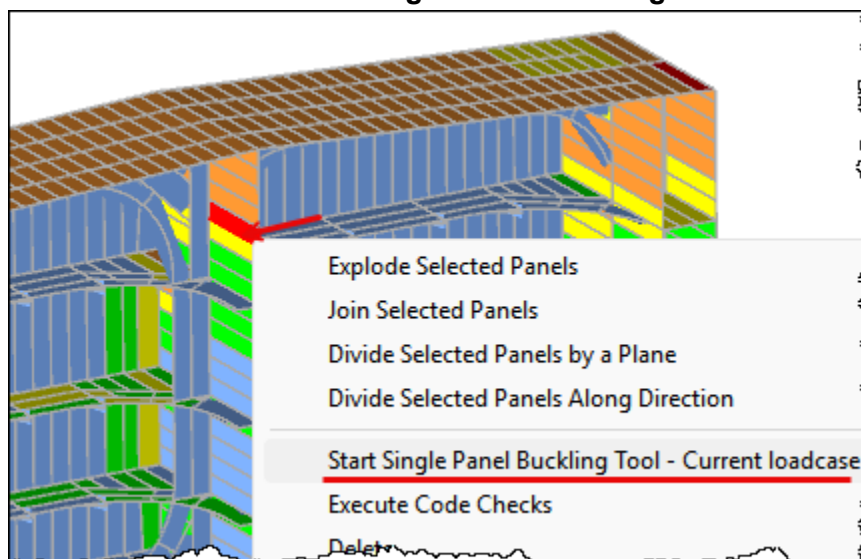 Explode Selected Panels
Join Selected Panels
Divide Selected Panels by a Plane
Divide Selected Panels Along Direction
Start Single Panel Buckling Tool - Current loadcase
Execute Code Checks
Delete